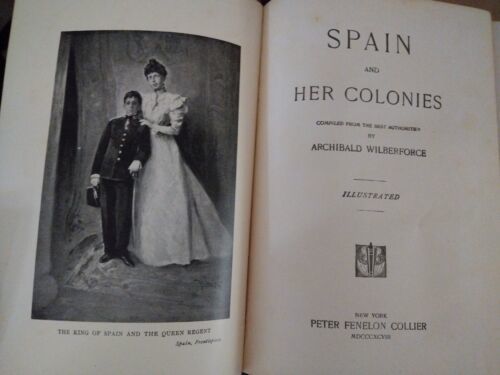 THE KING OF SPAIN AND THE QUEEN REGENT
Spain, Frontispiece
SPAIN
AND
HER COLONIES
COMPILED FROM THE BEST AUTHORITIES
BY
ARCHIBALD WILBERFORCE
ILLUSTRATED
NEW YORK
PETER FENELON COLLIER
MDCCCXCVIII